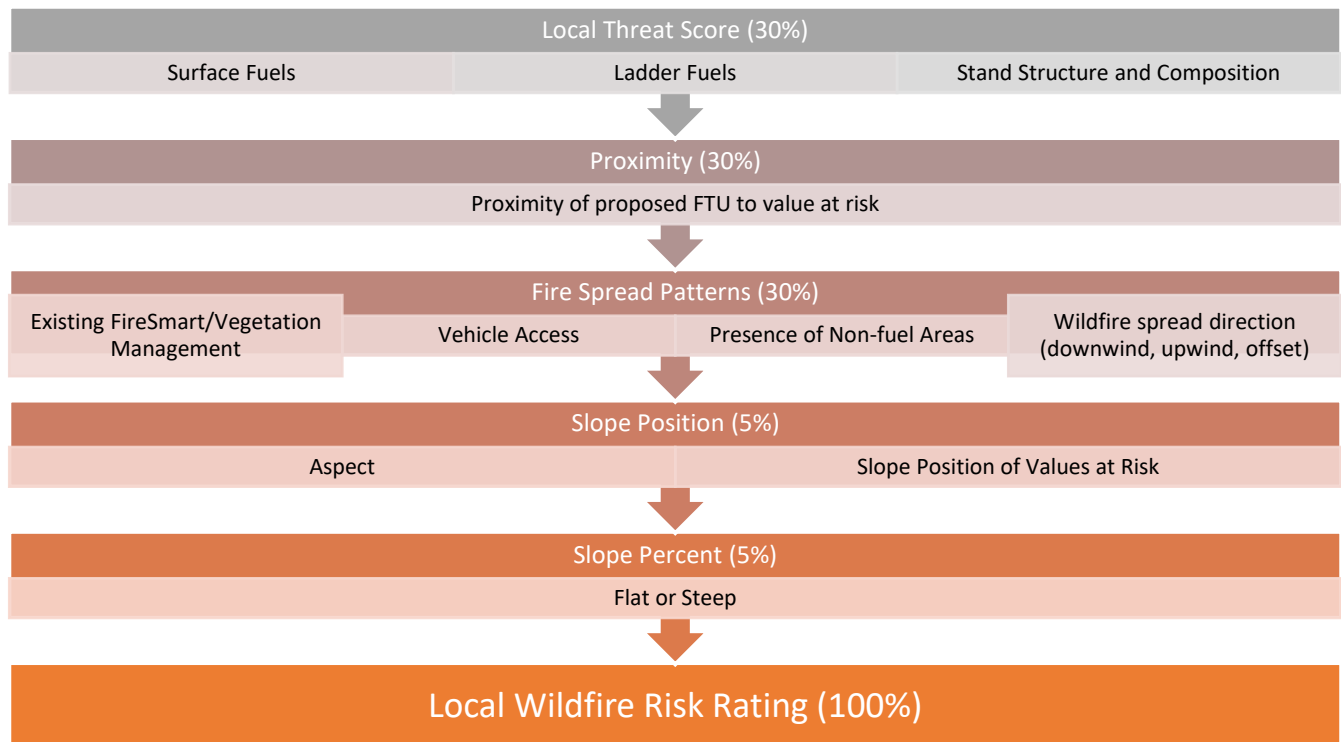 Local Threat Score (30%)
Surface Fuels
Ladder Fuels
Stand Structure and Composition
Proximity (30%)
Proximity of proposed FTU to value at risk
Fire Spread Patterns (30%)
Existing FireSmart/Vegetation
Management
Vehicle Access
Presence of Non-fuel Areas
Wildfire spread direction
(downwind, upwind, offset)
Slope Position (5%)
Aspect
Slope Position of Values at Risk
Slope Percent (5%)
Flat or Steep
Local Wildfire Risk Rating (100%)